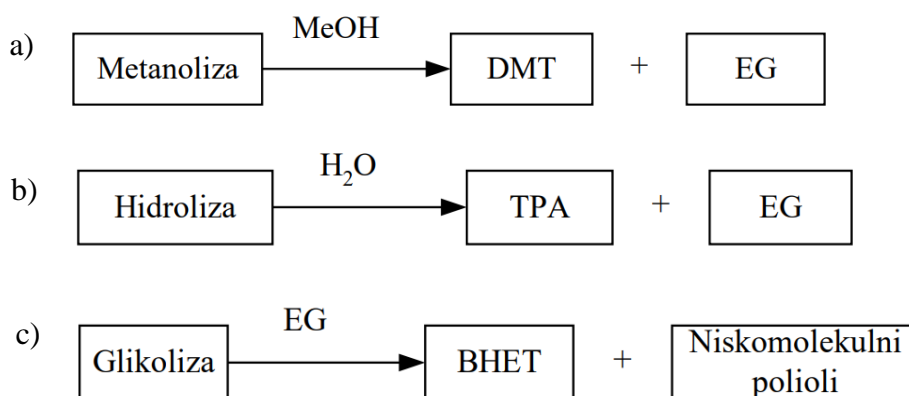 a)
MeOH
Metanoliza
DMT
+
EG
b)
H₂O
Hidroliza
TPA
+
EG
c)
EG
Glikoliza
BHET
+
Niskomolekulni
polioli